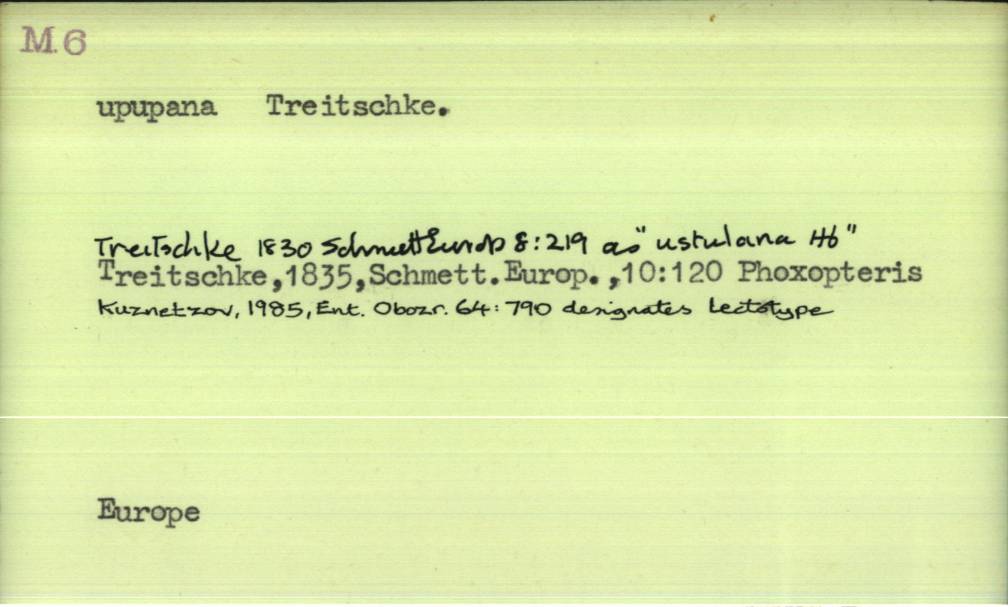 M.6
upupana Treitschke.
Treitschke 1830 Schmett Europ 8:219 as "ustulana Hb"
Treitschke,1835,Schmett.Europ.,10:120 Phoxopteris
Kuznetzov, 1985, Ent. Obozr. 64: 790 designates Lectotype
Europe